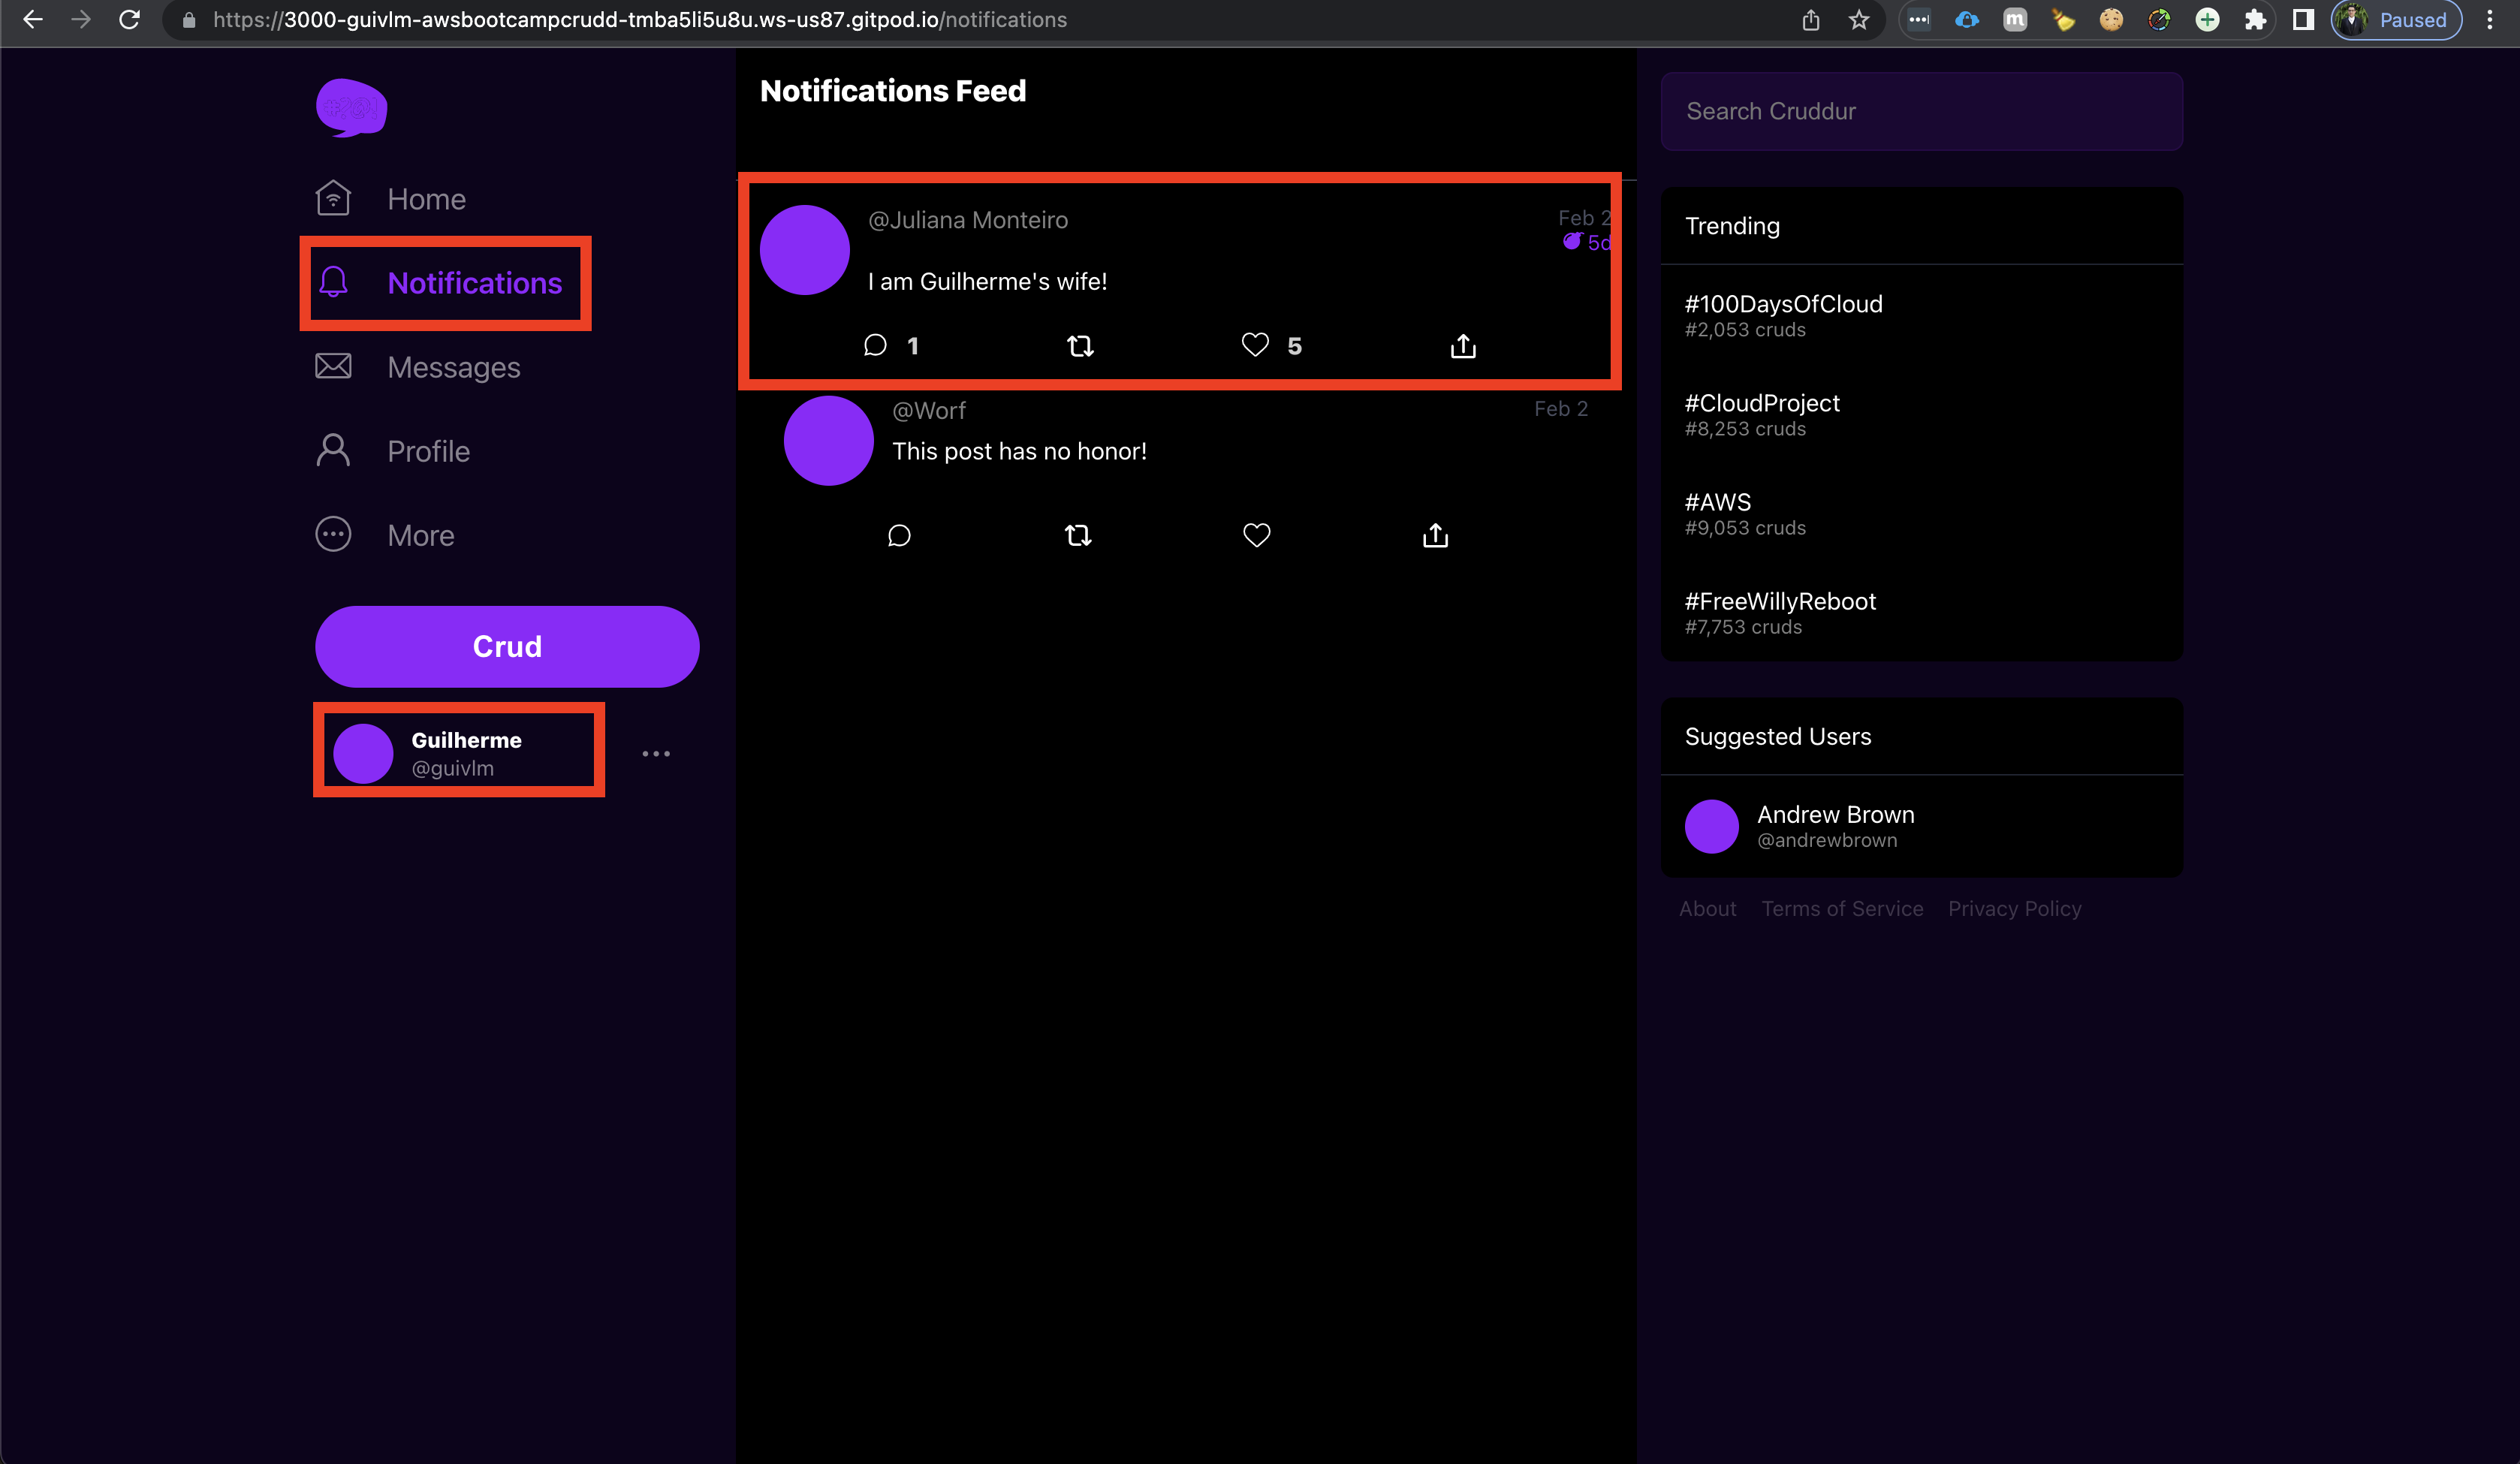 https://3000-guivlm-awsbootcampcrudd-tmba5li5u8u.ws-us87.gitpod.io/notifications
Paused
#?@!
Home
Notifications
Messages
Profile
More
Crud
Guilherme
@guivlm
Notifications Feed
@Juliana Monteiro
Feb 2
5d
I am Guilherme's wife!
1
5
@Worf
Feb 2
This post has no honor!
Search Cruddur
Trending
#100DaysOfCloud
#2,053 cruds
#CloudProject
#8,253 cruds
#AWS
#9,053 cruds
#FreeWillyReboot
#7,753 cruds
Suggested Users
Andrew Brown
@andrewbrown
About Terms of Service Privacy Policy